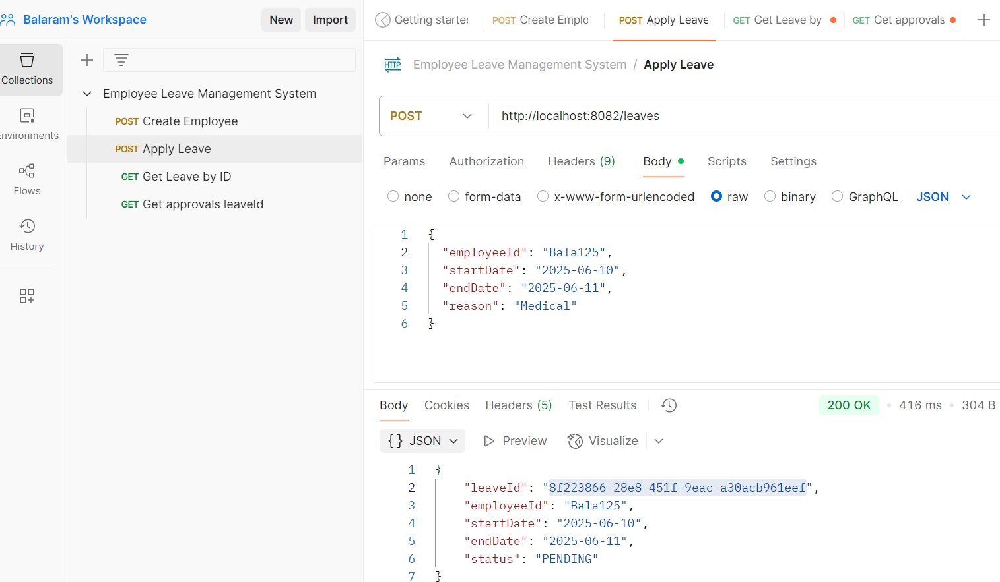 Balaram's Workspace
New
Import
Getting started
POST Create Emplo
POST Apply Leave
GET Get Leave by
GET Get approvals
Collections
Environments
Flows
History
Employee Leave Management System
POST Create Employee
POST Apply Leave
GET Get Leave by ID
GET Get approvals leaveId
HTTP Employee Leave Management System / Apply Leave
POST http://localhost:8082/leaves
Params Authorization Headers (9) Body Scripts Settings
none form-data x-www-form-urlencoded raw binary GraphQL JSON
1 {
2 "employeeId": "Bala125",
3 "startDate": "2025-06-10",
4 "endDate": "2025-06-11",
5 "reason": "Medical"
6 }
Body Cookies Headers (5) Test Results 200 OK • 416 ms • 304 B
{} JSON Preview Visualize
1 {
2 "leaveId": "8f223866-28e8-451f-9eac-a30acb961eef",
3 "employeeId": "Bala125",
4 "startDate": "2025-06-10",
5 "endDate": "2025-06-11",
6 "status": "PENDING"
7 }